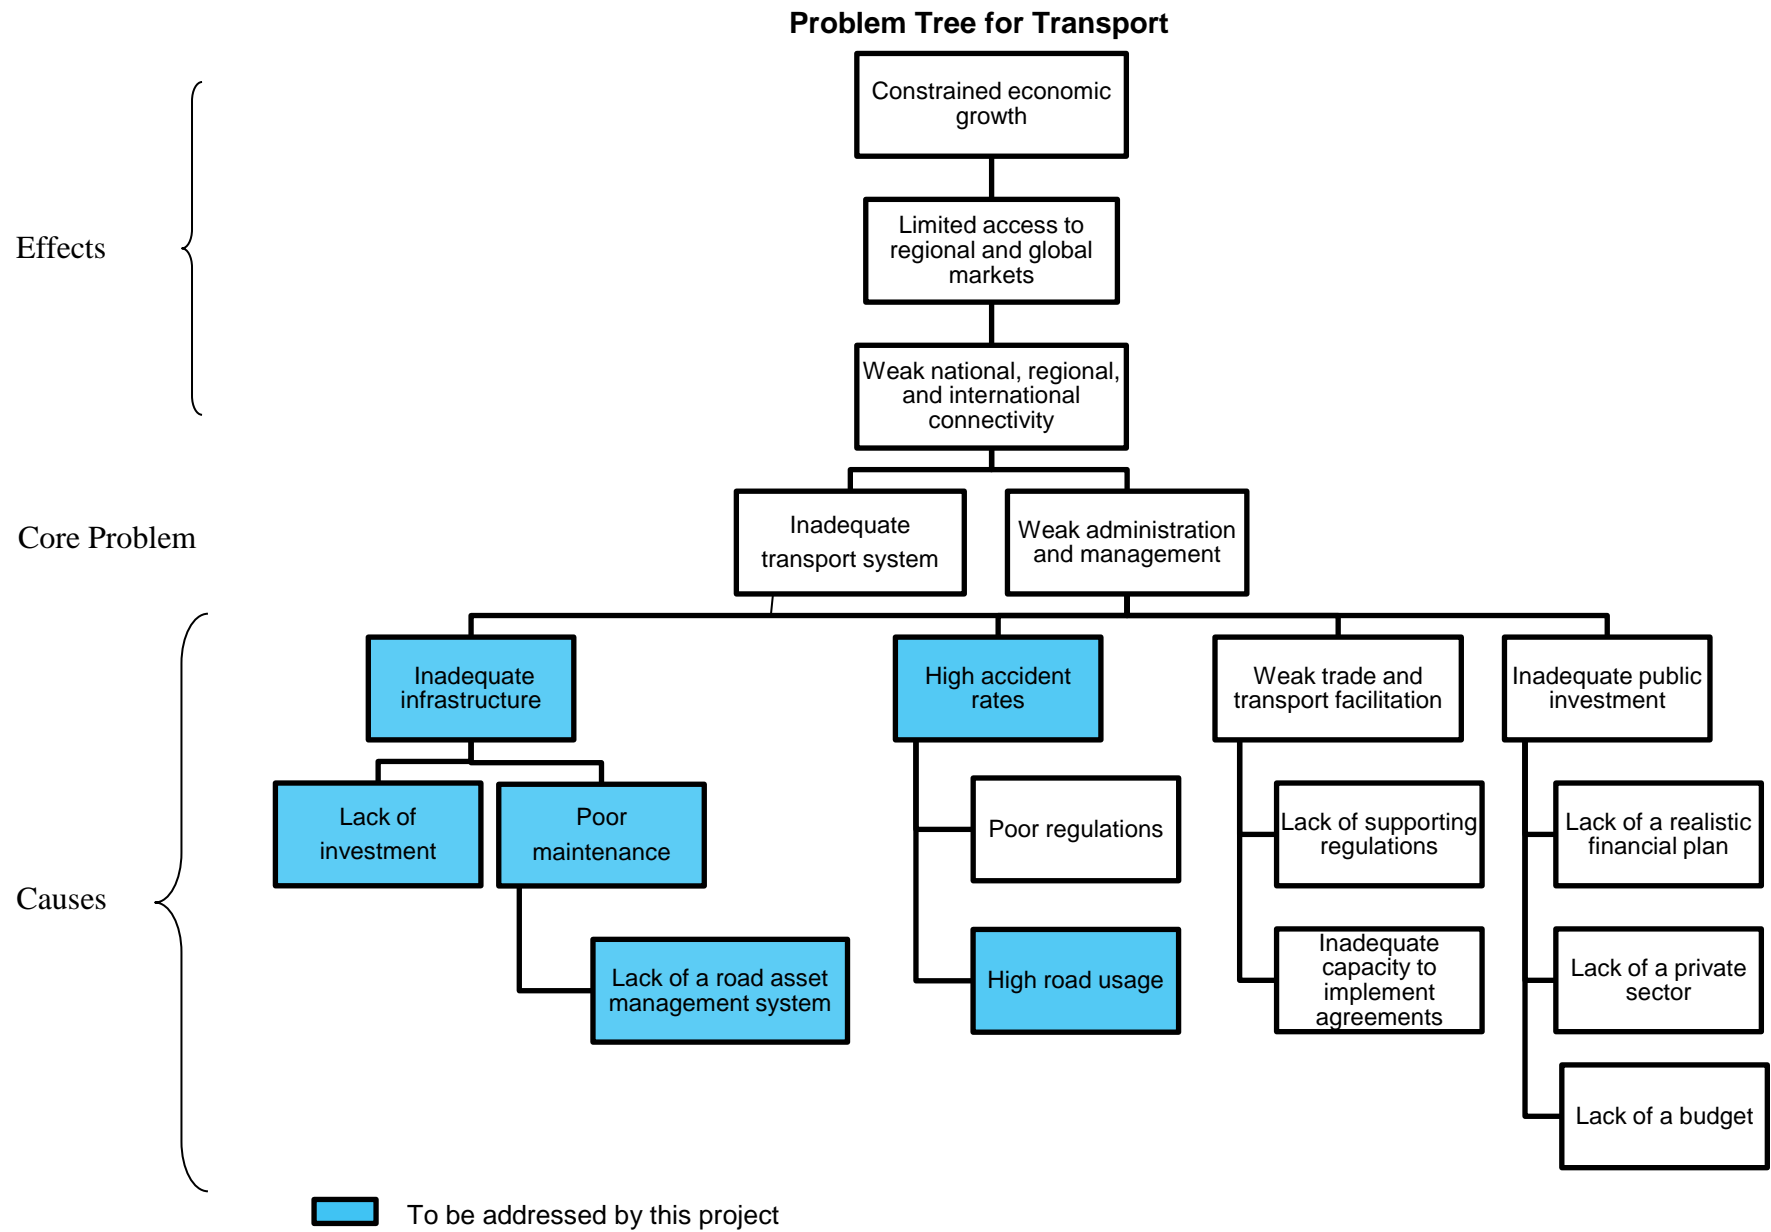 Problem Tree for Transport
Constrained economic
growth
Effects
Limited access to
regional and global
markets
Weak national, regional,
and international
connectivity
Core Problem
Inadequate
transport system
Weak administration
and management
Causes
Inadequate
infrastructure
High accident
rates
Weak trade and
transport facilitation
Inadequate public
investment
Lack of
investment
Poor
maintenance
Poor regulations
Lack of supporting
regulations
Lack of a realistic
financial plan
Lack of a road asset
management system
High road usage
Inadequate
capacity to
implement
agreements
Lack of a private
sector
Lack of a budget
To be addressed by this project